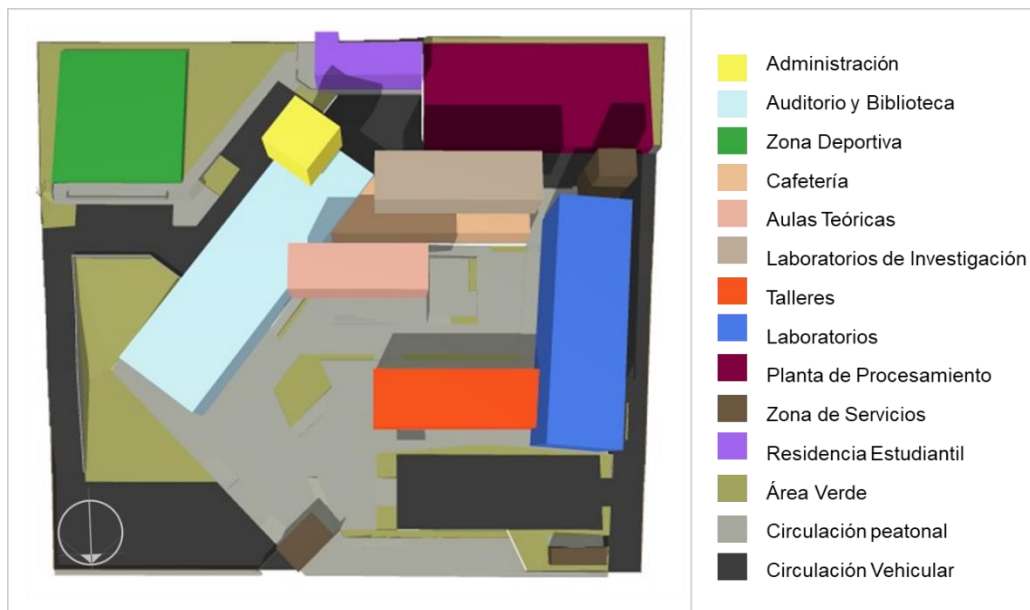 Administración
Auditorio y Biblioteca
Zona Deportiva
Cafetería
Aulas Teóricas
Laboratorios de Investigación
Talleres
Laboratorios
Planta de Procesamiento
Zona de Servicios
Residencia Estudiantil
Área Verde
Circulación peatonal
Circulación Vehicular